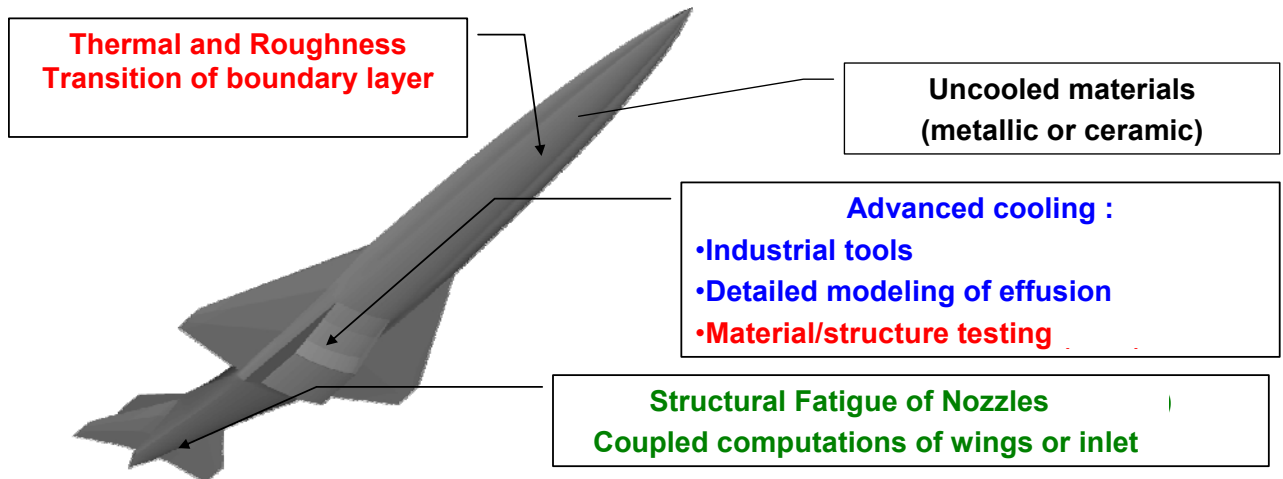 Thermal and Roughness
Transition of boundary layer
Uncooled materials
(metallic or ceramic)
Advanced cooling :
•Industrial tools
•Detailed modeling of effusion
•Material/structure testing
Structural Fatigue of Nozzles )
Coupled computations of wings or inlet